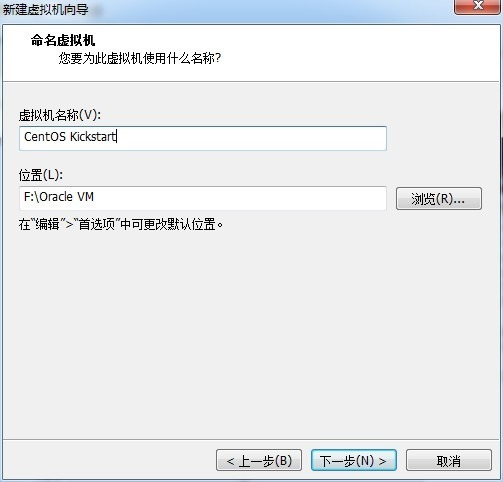 新建虚拟机向导
命名虚拟机
您要为此虚拟机使用什么名称?
虚拟机名称(V):
CentOS Kickstart
位置(L):
F:\Oracle VM
浏览(R)...
在“编辑”>“首选项”中可更改默认位置。
< 上一步(B)
下一步(N) >
取消